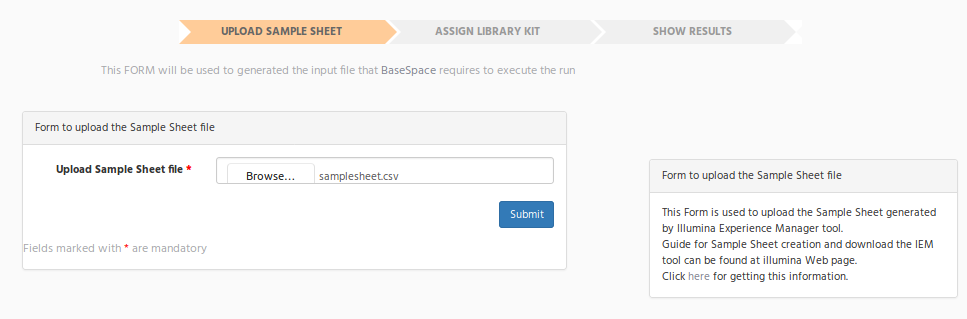 UPLOAD SAMPLE SHEET
ASSIGN LIBRARY KIT
SHOW RESULTS
This FORM will be used to generated the input file that BaseSpace requires to execute the run
Form to upload the Sample Sheet file
Upload Sample Sheet file *
Browse... samplesheet.csv
Submit
Fields marked with * are mandatory
Form to upload the Sample Sheet file
This Form is used to upload the Sample Sheet generated
by Illumina Experience Manager tool.
Guide for Sample Sheet creation and download the IEM
tool can be found at illumina Web page.
Click here for getting this information.